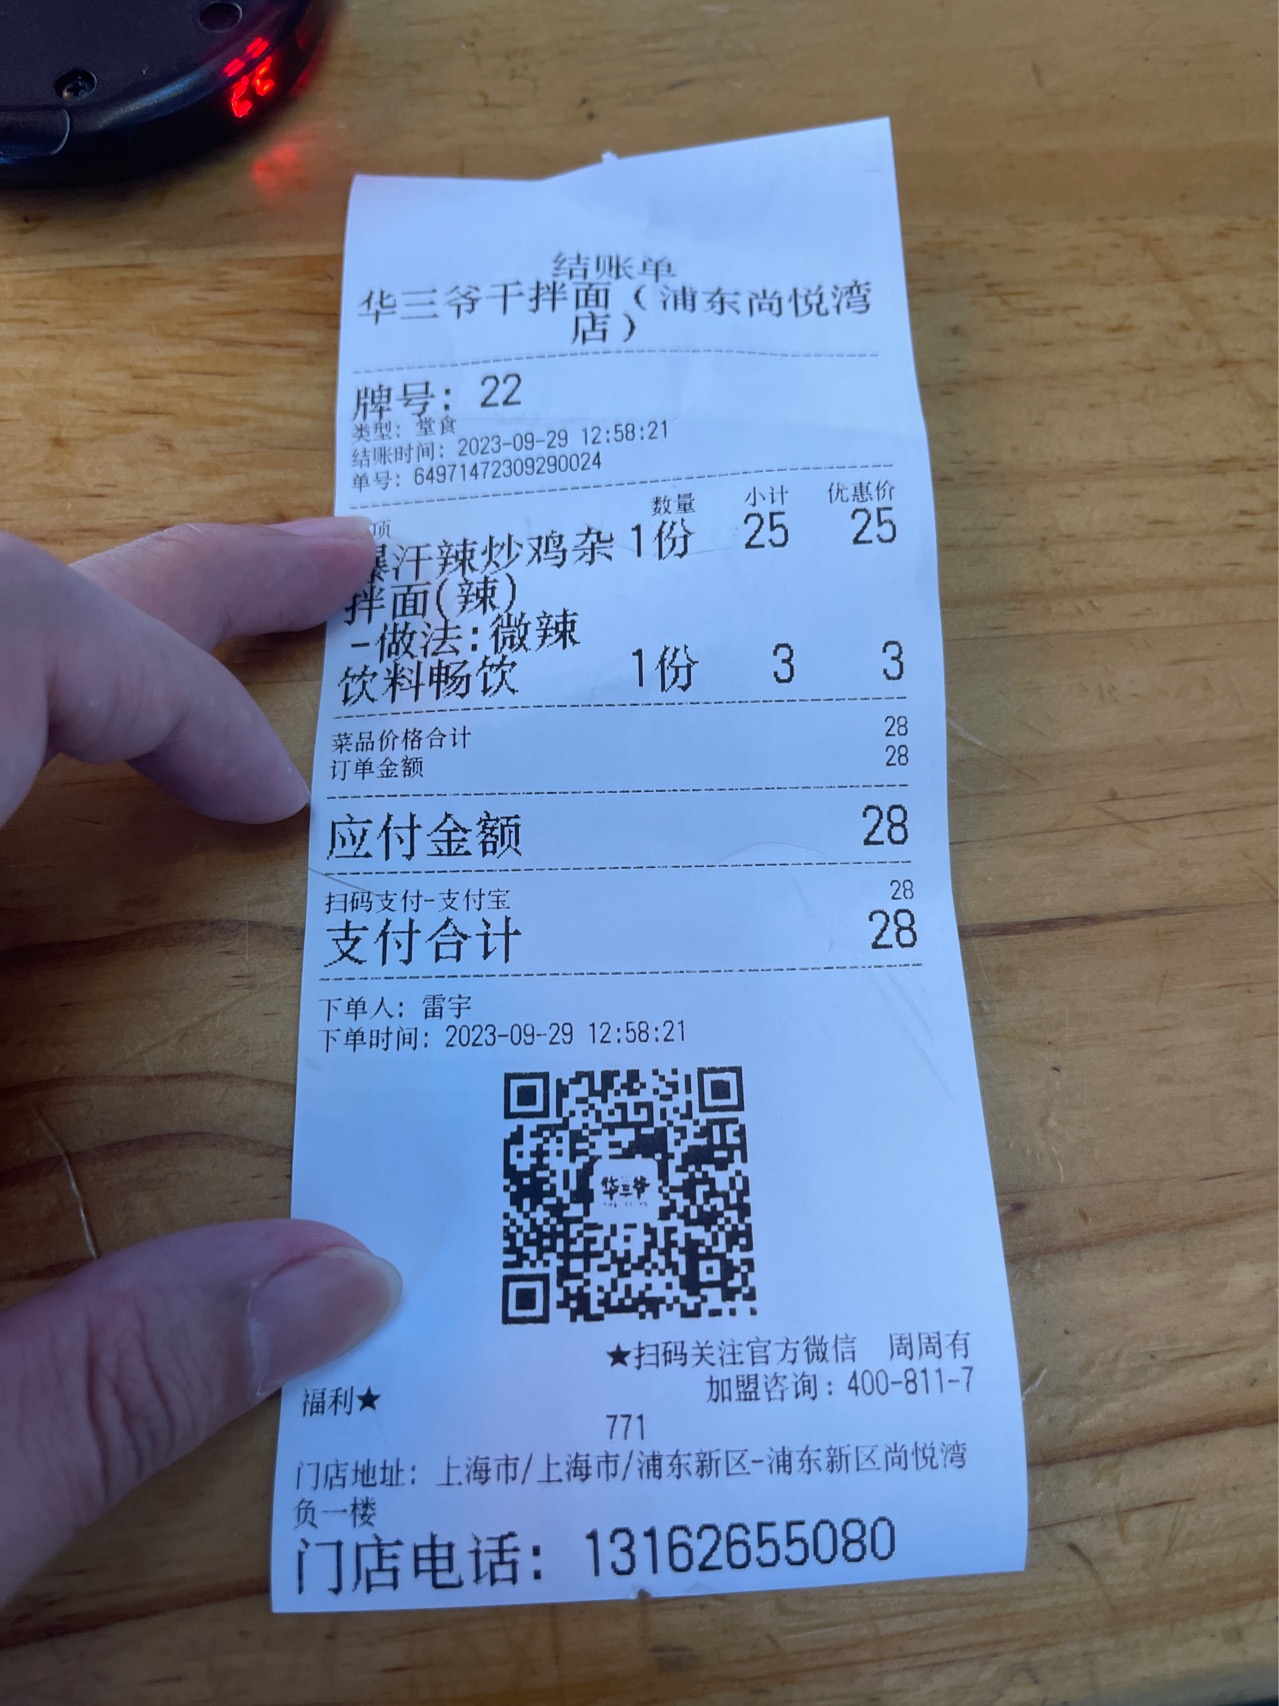 结账单
华三爷干拌面（浦东尚悦湾
店）
牌号：22
类型：堂食
结账时间：2023-09-29 12:58:21
单号：64971472309290024
项 数量 小计 优惠价
爆汗辣炒鸡杂 1份 25 25
拌面(辣)
-做法:微辣
饮料畅饮 1份 3 3
菜品价格合计 28
订单金额 28
应付金额 28
扫码支付-支付宝 28
支付合计 28
下单人：雷宇
下单时间：2023-09-29 12:58:21
华三爷
★扫码关注官方微信 周周有
福利★ 加盟咨询：400-811-7
771
门店地址：上海市/上海市/浦东新区-浦东新区尚悦湾
负一楼
门店电话：13162655080